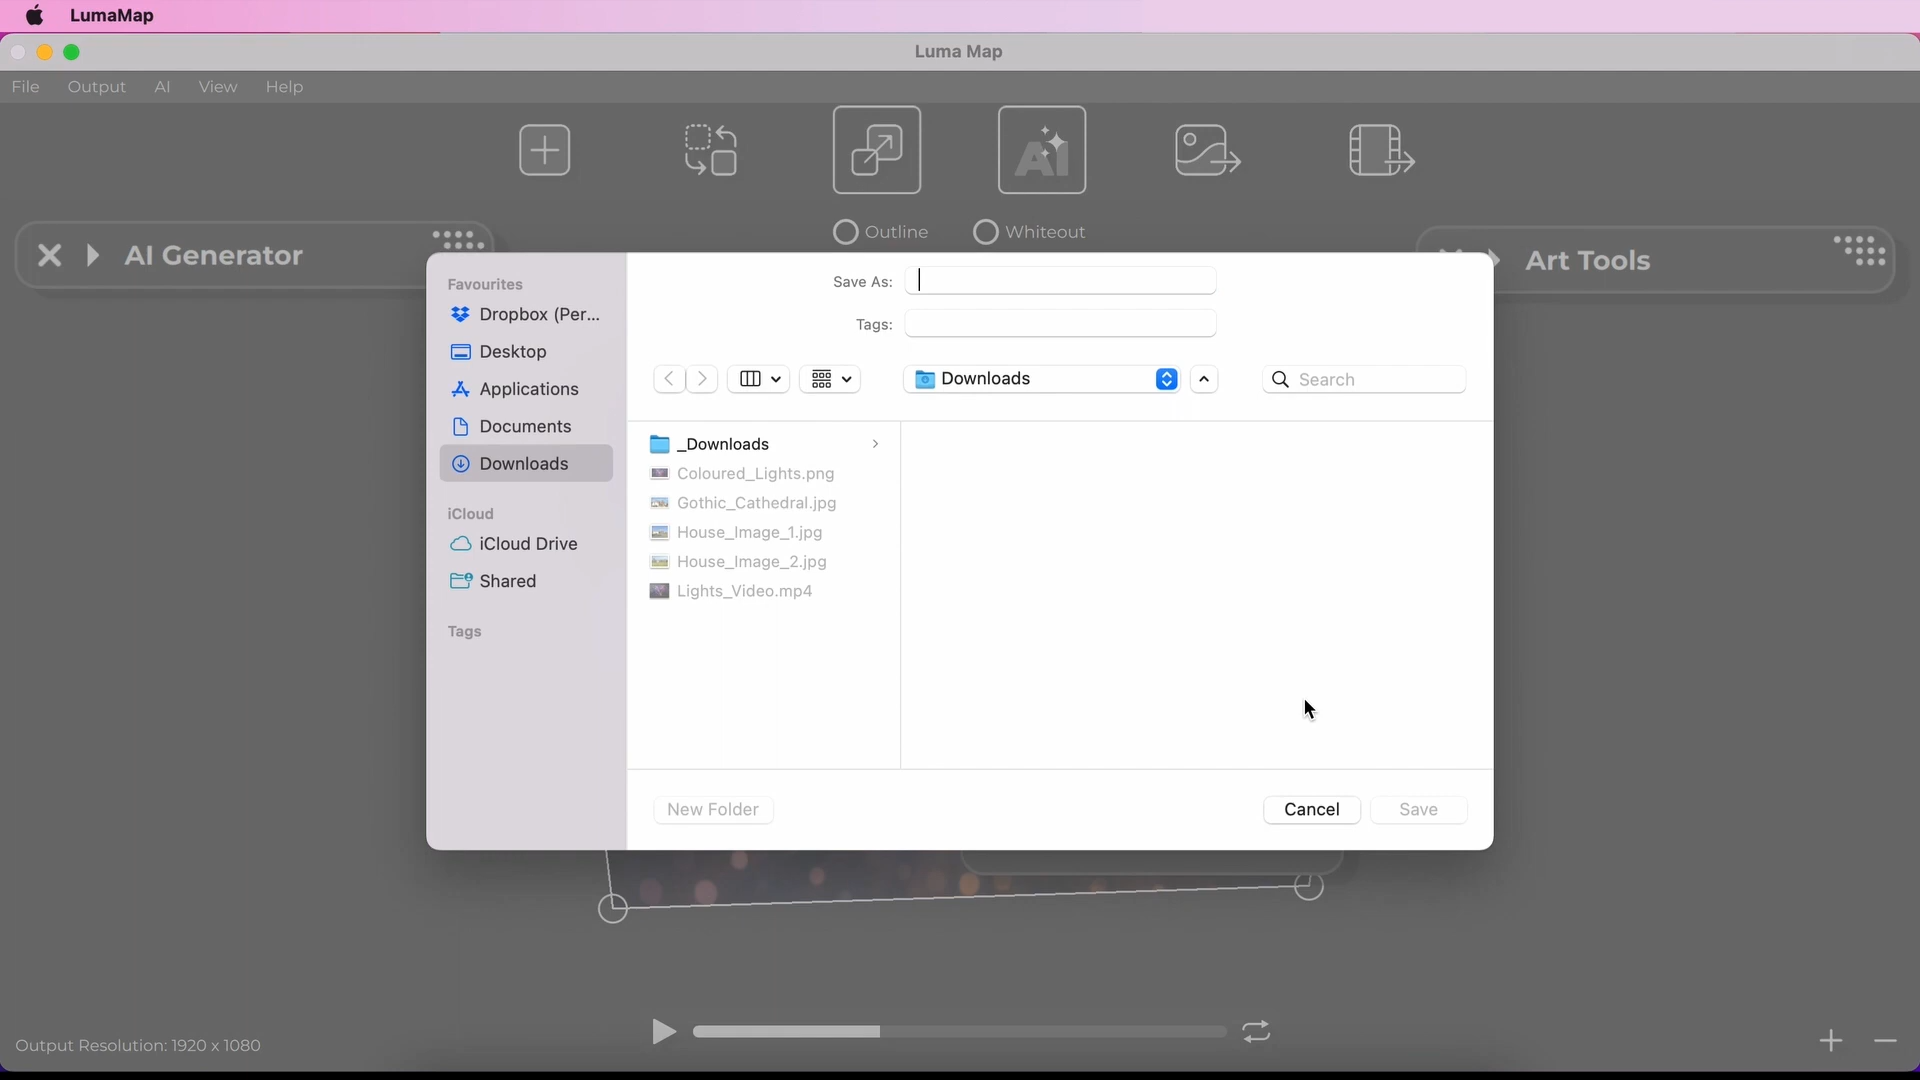 LumaMap
Luma Map
File Output AI View Help
AI
Outline Whiteout
AI Generator
Art Tools
Favourites
Dropbox (Per...
Desktop
Applications
Documents
Downloads
iCloud
iCloud Drive
Shared
Tags
Save As:
Tags:
Downloads
Search
_Downloads
Coloured_Lights.png
Gothic_Cathedral.jpg
House_Image_1.jpg
House_Image_2.jpg
Lights_Video.mp4
New Folder
Cancel
Save
Output Resolution: 1920 x 1080